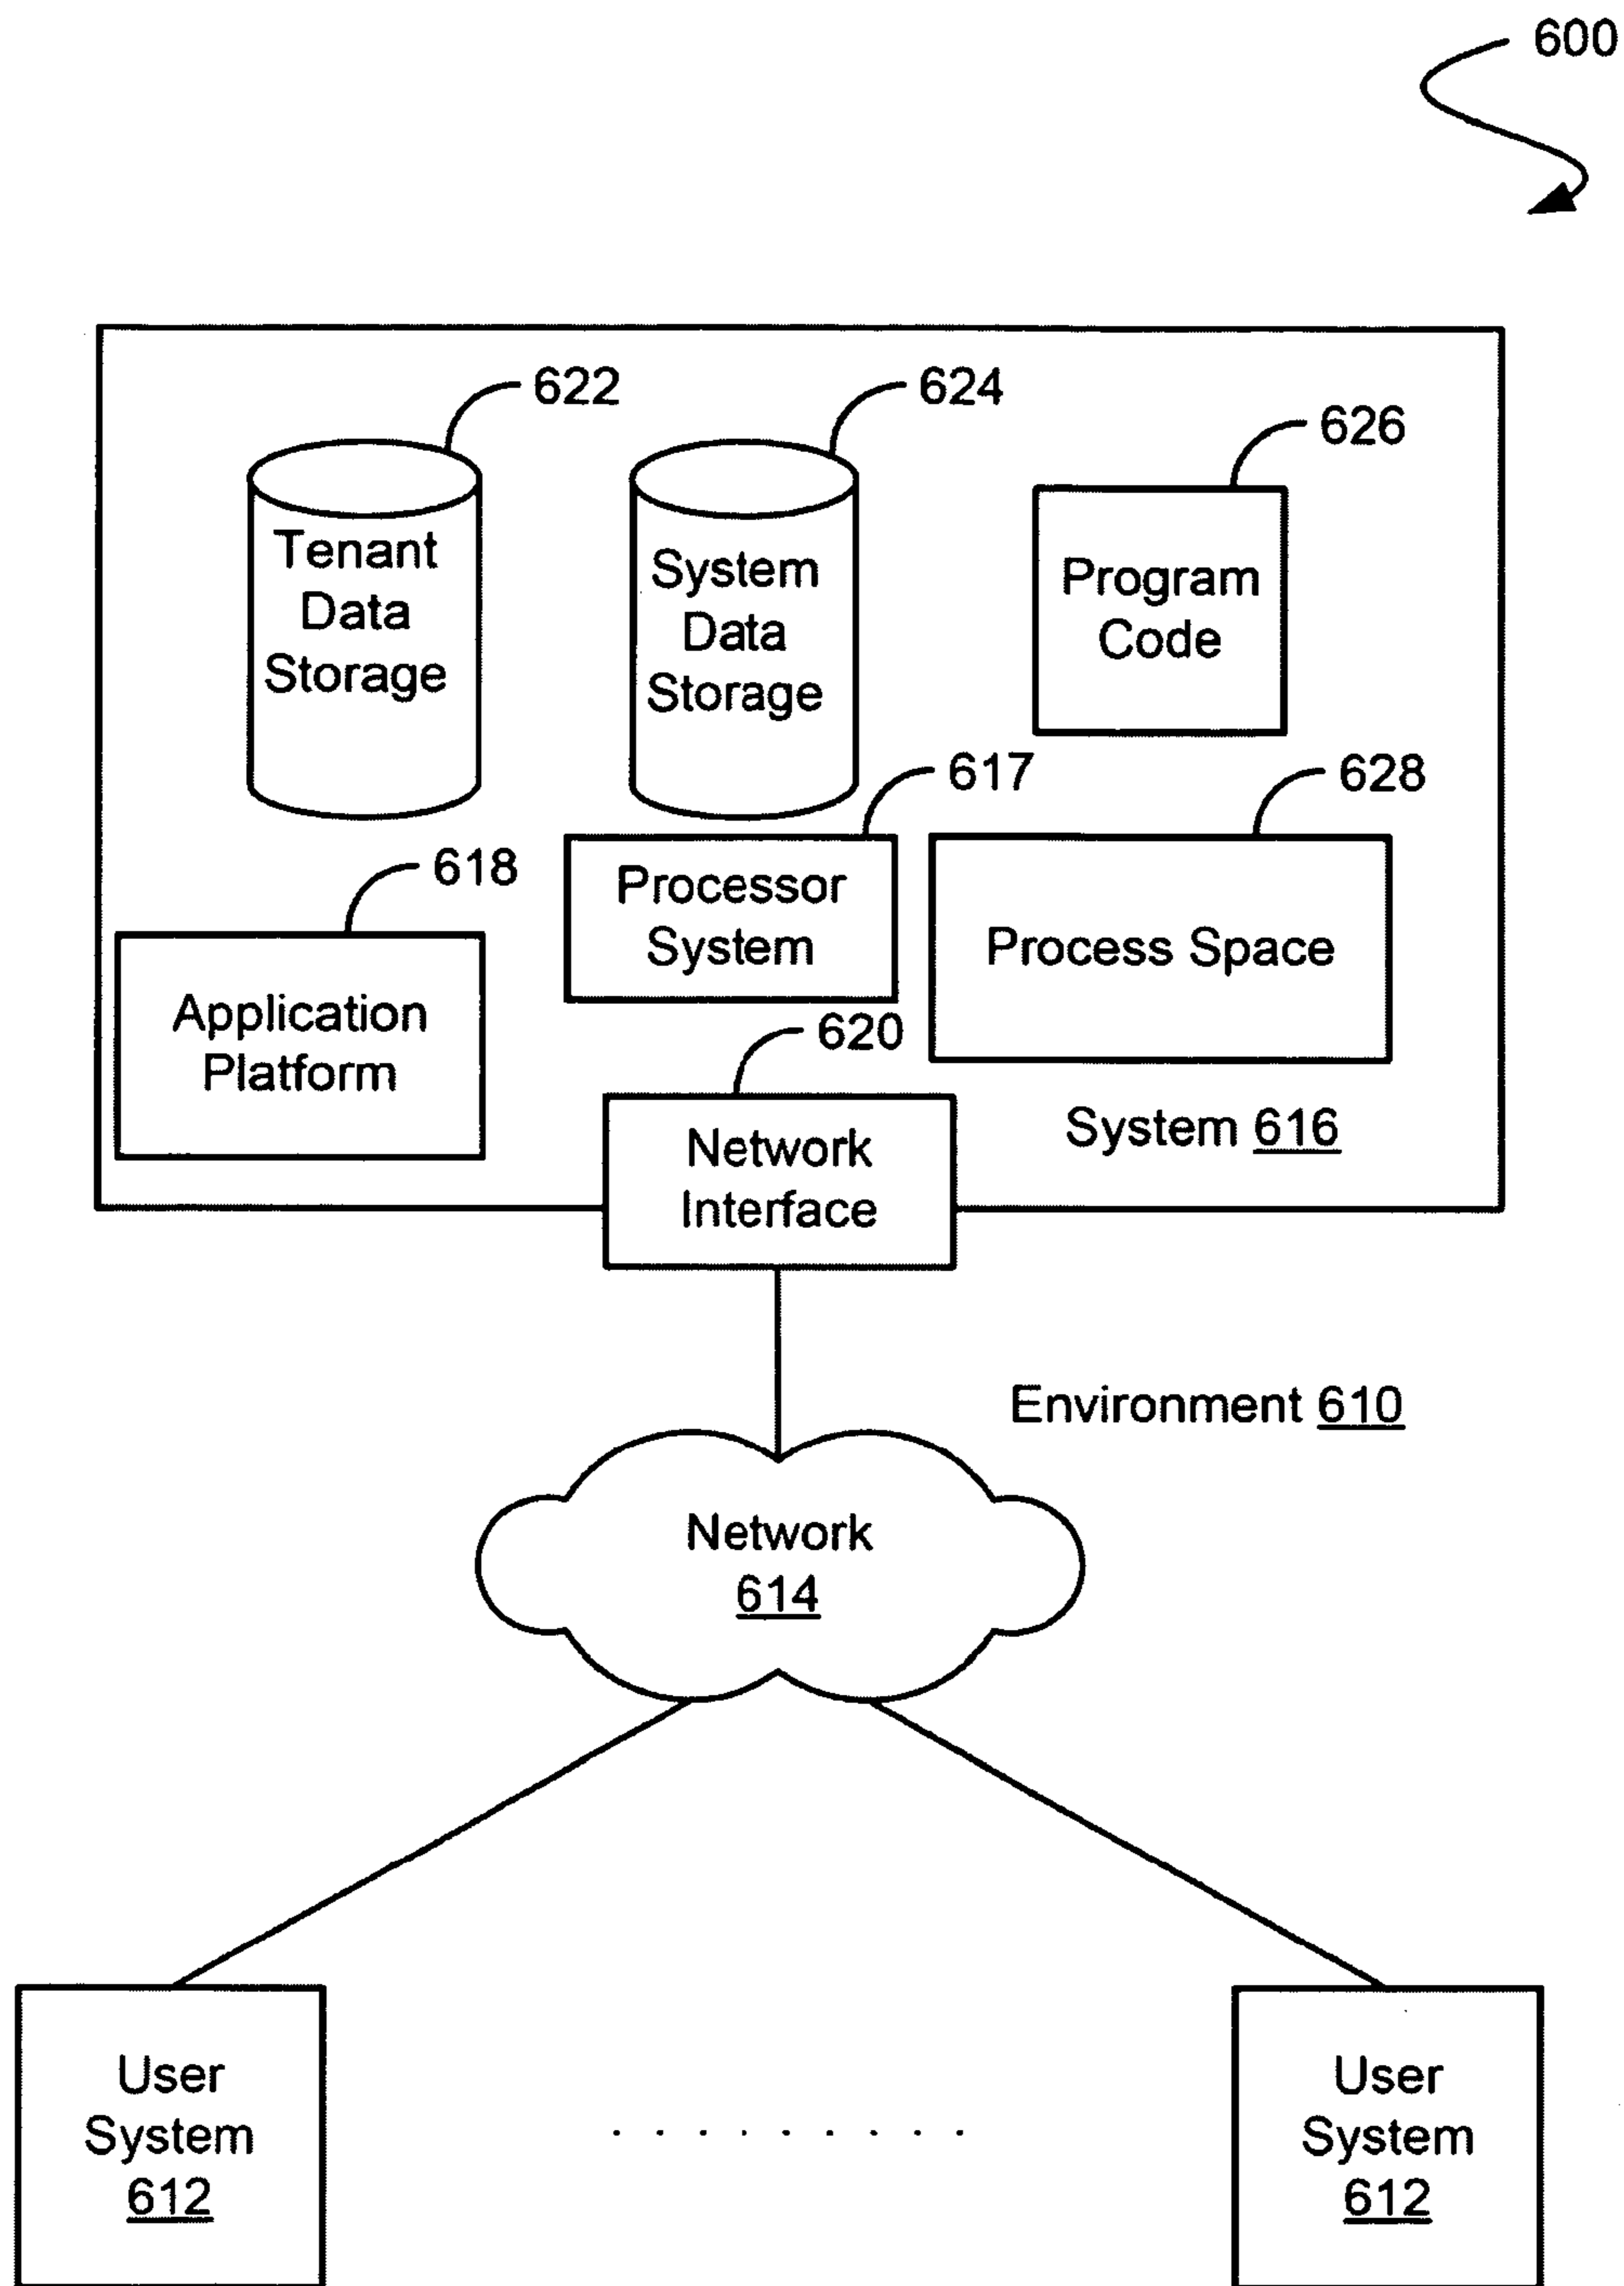 600
622
624
626
Tenant
Data
Storage
System
Data
Storage
Program
Code
617
628
618
Processor
System
Process Space
Application
Platform
620
Network
Interface
System 616
Environment 610
Network
614
User
System
612
. . . . . . . . .
User
System
612